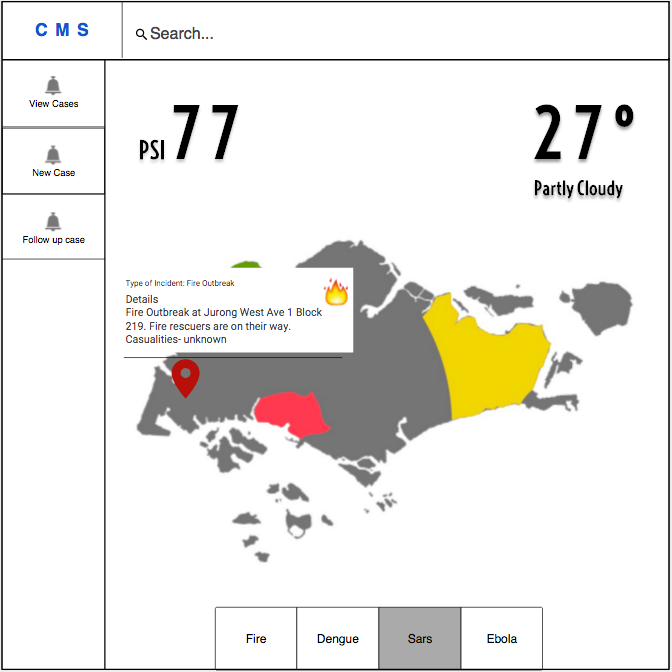 CMS
Search...
View Cases
New Case
Follow up case
PSI 77
27°
Partly Cloudy
Type of Incident: Fire Outbreak
Details
Fire Outbreak at Jurong West Ave 1 Block
219. Fire rescuers are on their way.
Casualities- unknown
Fire
Dengue
Sars
Ebola